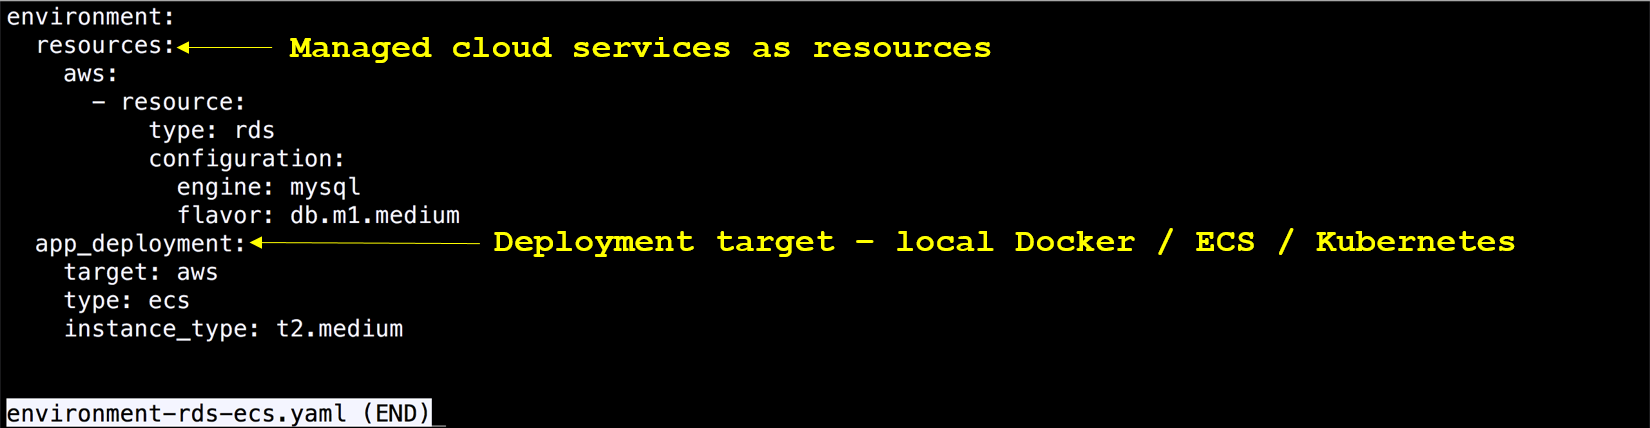 environment:
resources: Managed cloud services as resources
aws:
- resource:
type: rds
configuration:
engine: mysql
flavor: db.m1.medium
app_deployment: Deployment target - local Docker / ECS / Kubernetes
target: aws
type: ecs
instance_type: t2.medium
environment-rds-ecs.yaml (END)